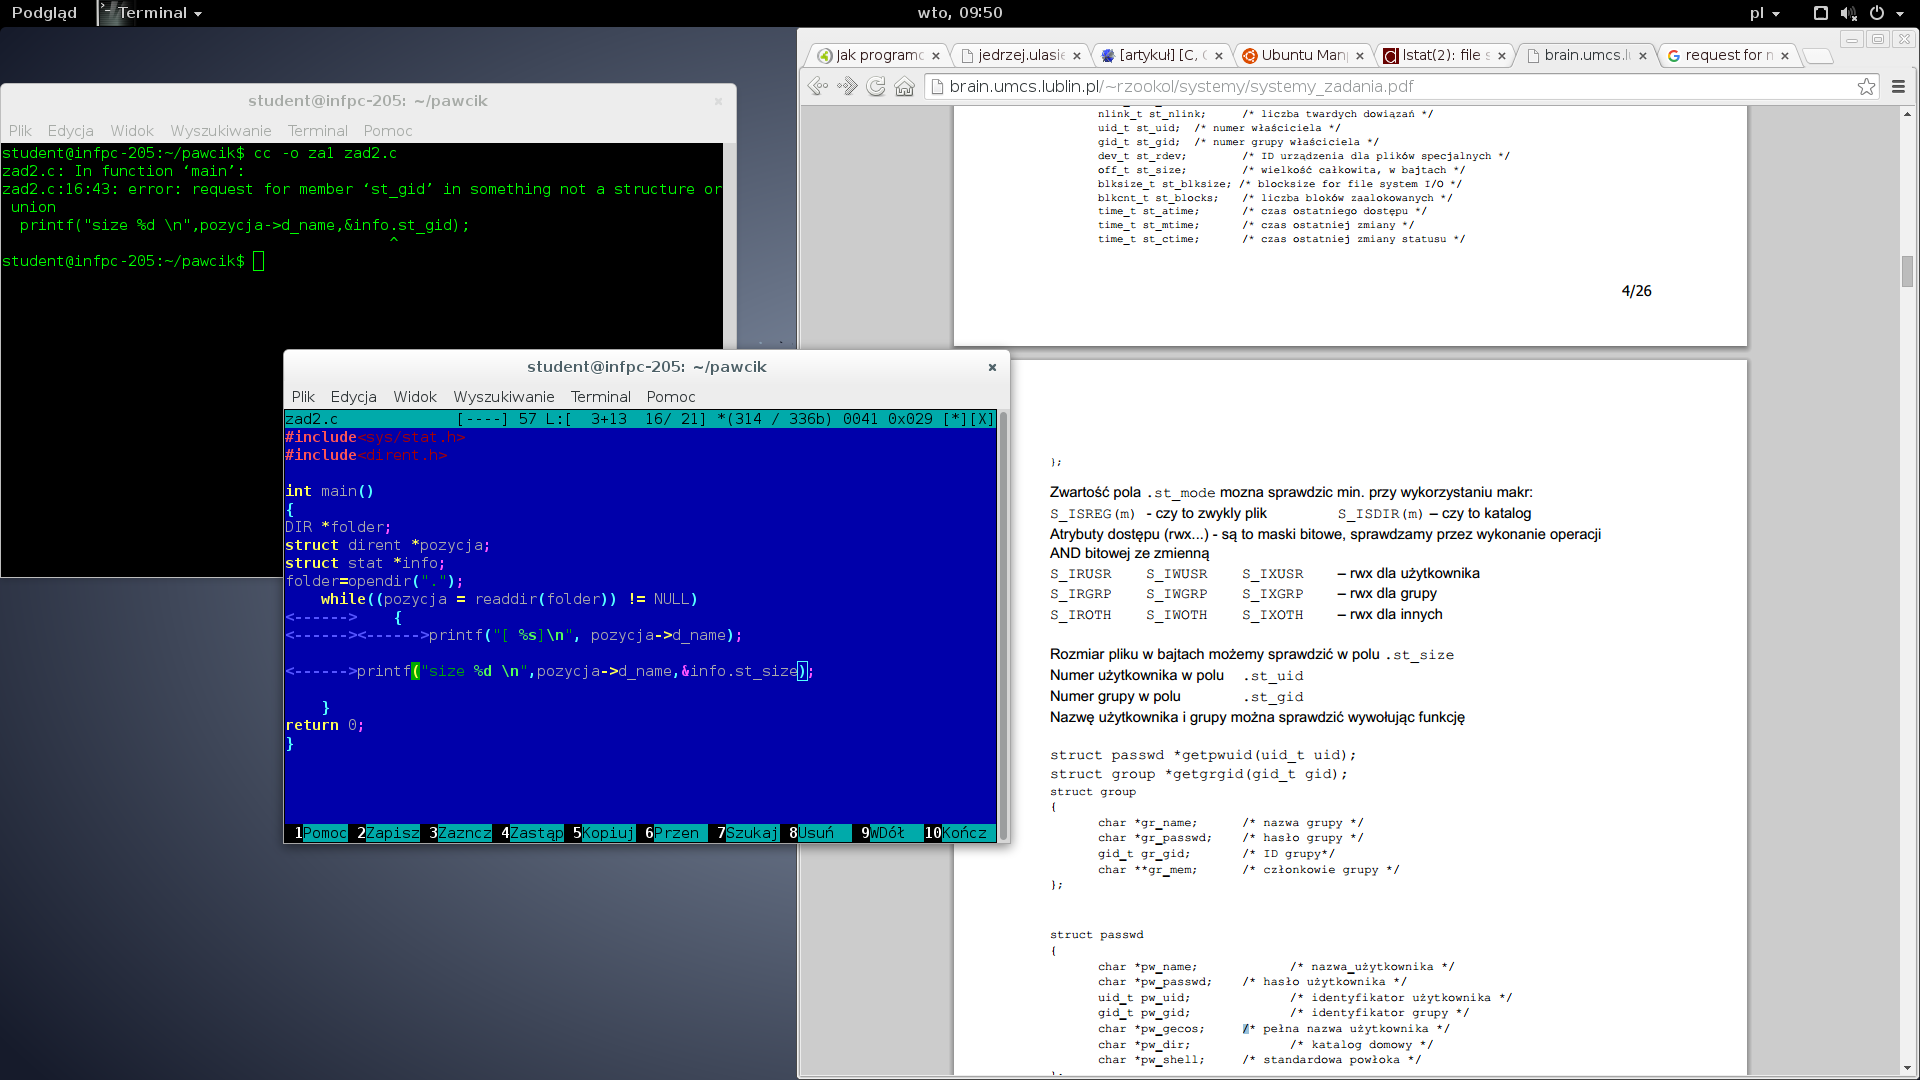 Podgląd
Terminal
wto, 09:50
pl
student@infpc-205: ~/pawcik
Plik Edycja Widok Wyszukiwanie Terminal Pomoc
student@infpc-205:~/pawcik$ cc -o za1 zad2.c
zad2.c: In function ‘main’:
zad2.c:16:43: error: request for member ‘st_gid’ in something not a structure or
union
printf("size %d \n",pozycja->d_name,&info.st_gid);
^
student@infpc-205:~/pawcik$
student@infpc-205: ~/pawcik
Plik Edycja Widok Wyszukiwanie Terminal Pomoc
zad2.c [----] 57 L:[ 3+13 16/ 21] *(314 / 336b) 0041 0x029 [*][X]
#include<sys/stat.h>
#include<dirent.h>
int main()
{
DIR *folder;
struct dirent *pozycja;
struct stat *info;
folder=opendir(".");
while((pozycja = readdir(folder)) != NULL)
<------> {
<------><------>printf("[ %s]\n", pozycja->d_name);
<------>printf("size %d \n",pozycja->d_name,&info.st_size);
}
return 0;
}
1Pomoc 2Zapisz 3Zazncz 4Zastąp 5Kopiuj 6Przen 7Szukaj 8Usuń 9WDół 10Kończ
Jak programo
jedrzej.ulasie
[artykuł] [C, C
Ubuntu Manp
lstat(2): file s
brain.umcs.lu
request for m
brain.umcs.lublin.pl/~rzookol/systemy/systemy_zadania.pdf
nlink_t st_nlink; /* liczba twardych dowiązań */
uid_t st_uid; /* numer właściciela */
gid_t st_gid; /* numer grupy właściciela */
dev_t st_rdev; /* ID urządzenia dla plików specjalnych */
off_t st_size; /* wielkość całkowita, w bajtach */
blksize_t st_blksize; /* blocksize for file system I/O */
blkcnt_t st_blocks; /* liczba bloków zaalokowanych */
time_t st_atime; /* czas ostatniego dostępu */
time_t st_mtime; /* czas ostatniej zmiany */
time_t st_ctime; /* czas ostatniej zmiany statusu */
4/26
};
Zwartość pola .st_mode mozna sprawdzic min. przy wykorzystaniu makr:
S_ISREG(m) - czy to zwykly plik S_ISDIR(m) – czy to katalog
Atrybuty dostępu (rwx...) - są to maski bitowe, sprawdzamy przez wykonanie operacji
AND bitowej ze zmienną
S_IRUSR S_IWUSR S_IXUSR – rwx dla użytkownika
S_IRGRP S_IWGRP S_IXGRP – rwx dla grupy
S_IROTH S_IWOTH S_IXOTH – rwx dla innych
Rozmiar pliku w bajtach możemy sprawdzić w polu .st_size
Numer użytkownika w polu .st_uid
Numer grupy w polu .st_gid
Nazwę użytkownika i grupy można sprawdzić wywołując funkcję
struct passwd *getpwuid(uid_t uid);
struct group *getgrgid(gid_t gid);
struct group
{
char *gr_name; /* nazwa grupy */
char *gr_passwd; /* hasło grupy */
gid_t gr_gid; /* ID grupy*/
char **gr_mem; /* członkowie grupy */
};
struct passwd
{
char *pw_name; /* nazwa_użytkownika */
char *pw_passwd; /* hasło użytkownika */
uid_t pw_uid; /* identyfikator użytkownika */
gid_t pw_gid; /* identyfikator grupy */
char *pw_gecos; /* pełna nazwa użytkownika */
char *pw_dir; /* katalog domowy */
char *pw_shell; /* standardowa powłoka */